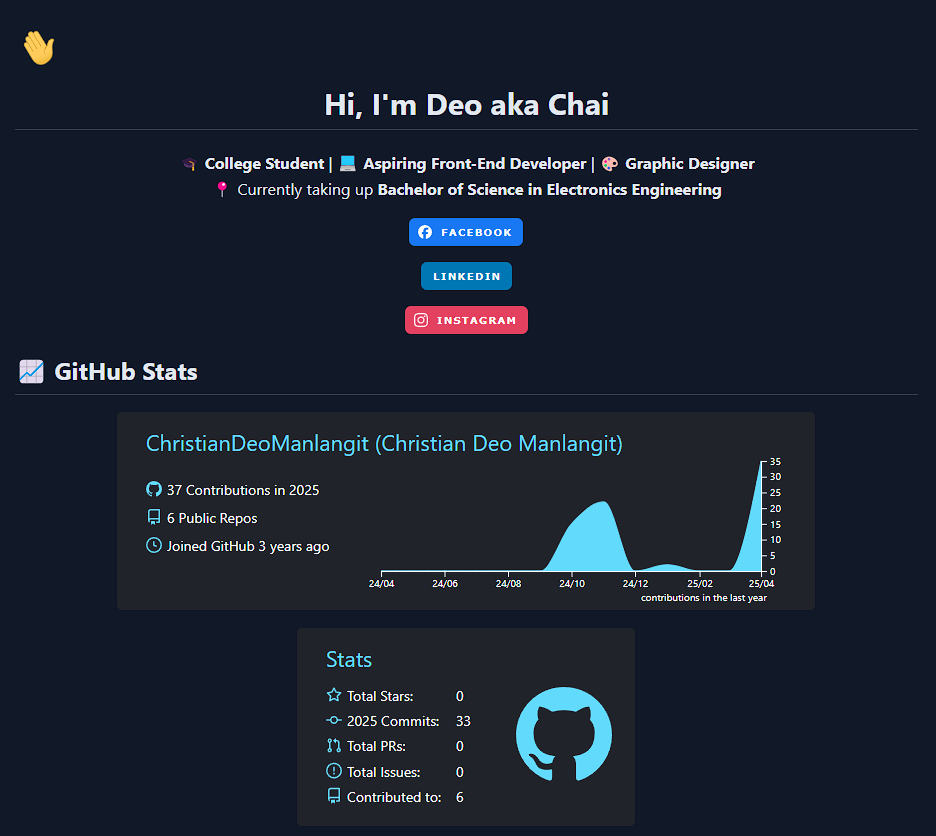 👋
Hi, I'm Deo aka Chai
🎓 College Student | 💻 Aspiring Front-End Developer | 🎨 Graphic Designer
📍 Currently taking up Bachelor of Science in Electronics Engineering
FACEBOOK
LINKEDIN
INSTAGRAM
📈 GitHub Stats
ChristianDeoManlangit (Christian Deo Manlangit)
37 Contributions in 2025
6 Public Repos
Joined GitHub 3 years ago
35
30
25
20
15
10
5
0
24/04 24/06 24/08 24/10 24/12 25/02 25/04
contributions in the last year
Stats
Total Stars: 0
2025 Commits: 33
Total PRs: 0
Total Issues: 0
Contributed to: 6